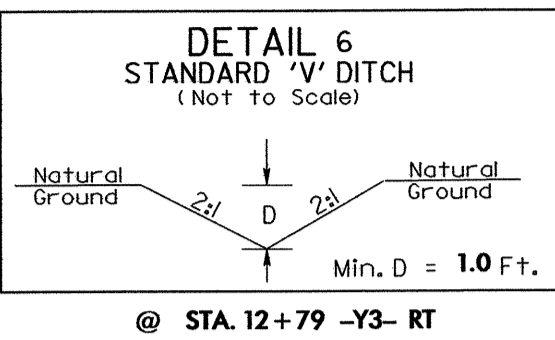 DETAIL 6
STANDARD 'V' DITCH
(Not to Scale)
Natural Ground
Natural Ground
2:1
D
2:1
Min. D = 1.0 Ft.
@ STA. 12+79 -Y3- RT